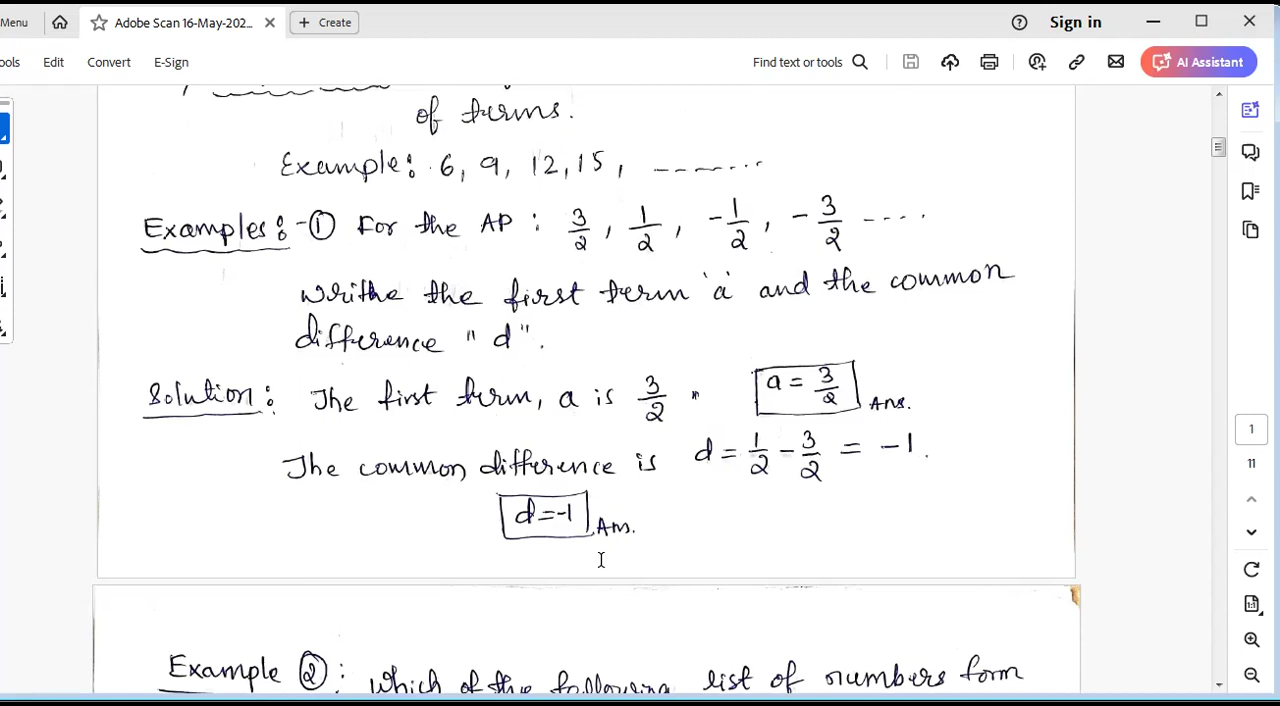 Menu
Adobe Scan 16-May-202...
Create
Sign in
ools Edit Convert E-Sign
Find text or tools
AI Assistant
of terms.
Example: 6, 9, 12, 15, .......
Examples:-① For the AP : 3/2, 1/2, -1/2, -3/2 ....
Writhe the first term 'a' and the common
difference "d".
Solution: The first term, a is 3/2 " a = 3/2 Ans.
The common difference is d = 1/2 - 3/2 = -1.
d=-1 Ans.
1
11
Example ②: Which of the following list of numbers form